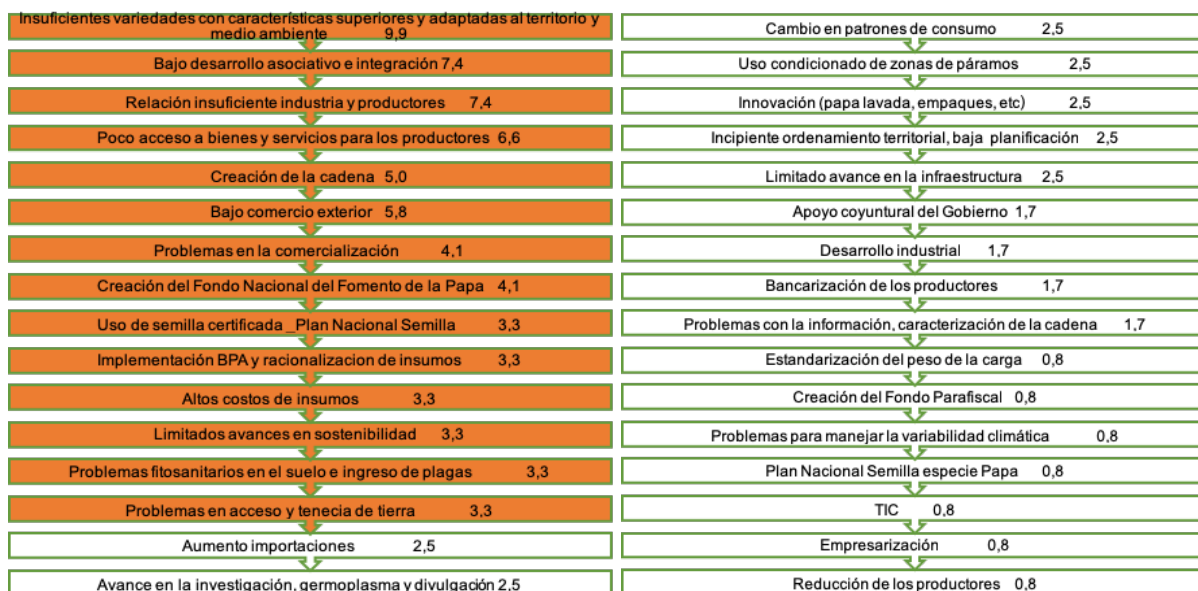 Insuficientes variedades con características superiores y adaptadas al territorio y
medio ambiente 9,9
Bajo desarrollo asociativo e integración 7,4
Relación insuficiente industria y productores 7,4
Poco acceso a bienes y servicios para los productores 6,6
Creación de la cadena 5,0
Bajo comercio exterior 5,8
Problemas en la comercialización 4,1
Creación del Fondo Nacional del Fomento de la Papa 4,1
Uso de semilla certificada _Plan Nacional Semilla 3,3
Implementación BPA y racionalizacion de insumos 3,3
Altos costos de insumos 3,3
Limitados avances en sostenibilidad 3,3
Problemas fitosanitarios en el suelo e ingreso de plagas 3,3
Problemas en acceso y tenecia de tierra 3,3
Aumento importaciones 2,5
Avance en la investigación, germoplasma y divulgación 2,5
Cambio en patrones de consumo 2,5
Uso condicionado de zonas de páramos 2,5
Innovación (papa lavada, empaques, etc) 2,5
Incipiente ordenamiento territorial, baja planificación 2,5
Limitado avance en la infraestructura 2,5
Apoyo coyuntural del Gobierno 1,7
Desarrollo industrial 1,7
Bancarización de los productores 1,7
Problemas con la información, caracterización de la cadena 1,7
Estandarización del peso de la carga 0,8
Creación del Fondo Parafiscal 0,8
Problemas para manejar la variabilidad climática 0,8
Plan Nacional Semilla especie Papa 0,8
TIC 0,8
Empresarización 0,8
Reducción de los productores 0,8